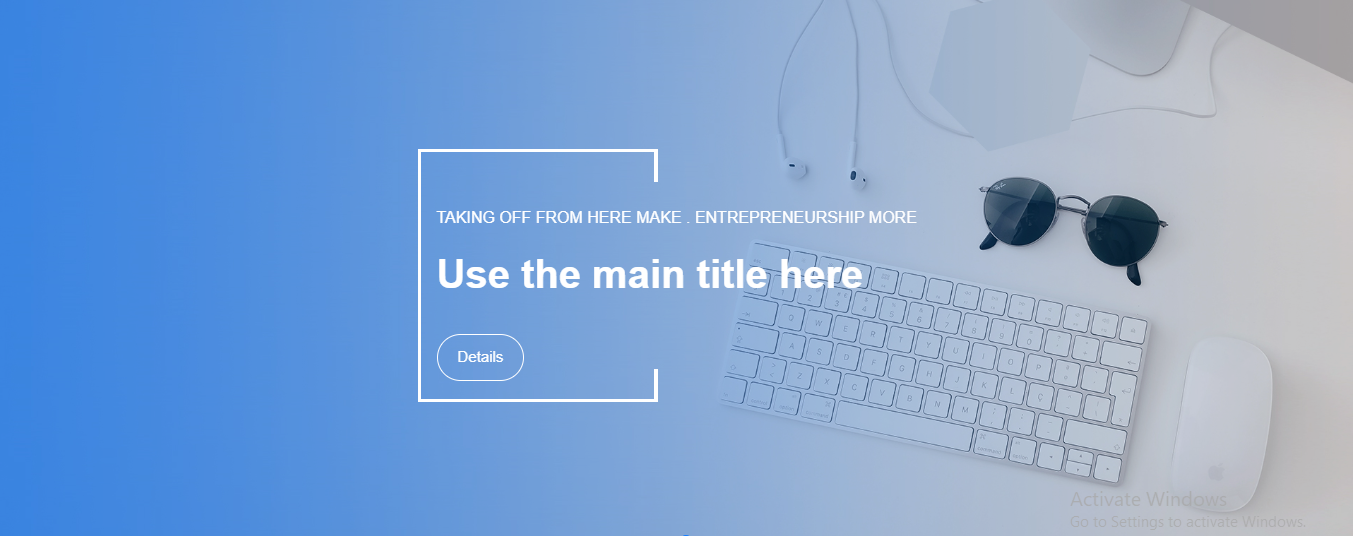 TAKING OFF FROM HERE MAKE . ENTREPRENEURSHIP MORE
Use the main title here
Details
Activate Windows
Go to Settings to activate Windows.